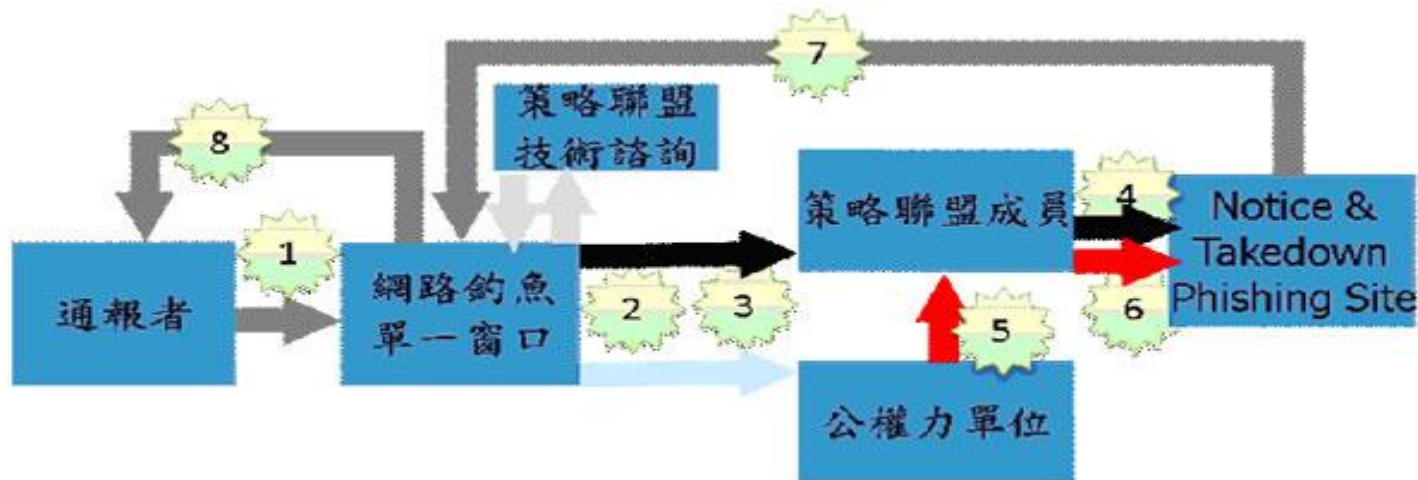 7
策略聯盟
技術諮詢
8
通報者
1
網路釣魚
單一窗口
2
3
策略聯盟成員
4
Notice &
Takedown
Phishing Site
5
6
公權力單位